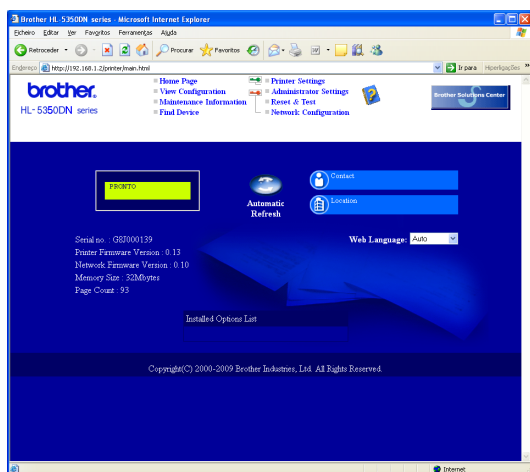 Brother HL-5350DN series - Microsoft Internet Explorer
Ficheiro Editar Ver Favoritos Ferramentas Ajuda
Retroceder Procurar Favoritos
Endereço http://192.168.1.2/printer/main.html Ir para Hiperligações »
brother.
HL-5350DN series
Home Page
View Configuration
Maintenance Information
Find Device
Printer Settings
Administrator Settings
Reset & Test
Network Configuration
Brother Solutions Center
PRONTO
Automatic
Refresh
Contact
Location
Serial no. : G8J000139
Printer Firmware Version : 0.13
Network Firmware Version : 0.10
Memory Size : 32Mbytes
Page Count : 93
Web Language: Auto
Installed Options List
Copyright(C) 2000-2009 Brother Industries, Ltd. All Rights Reserved.
Internet